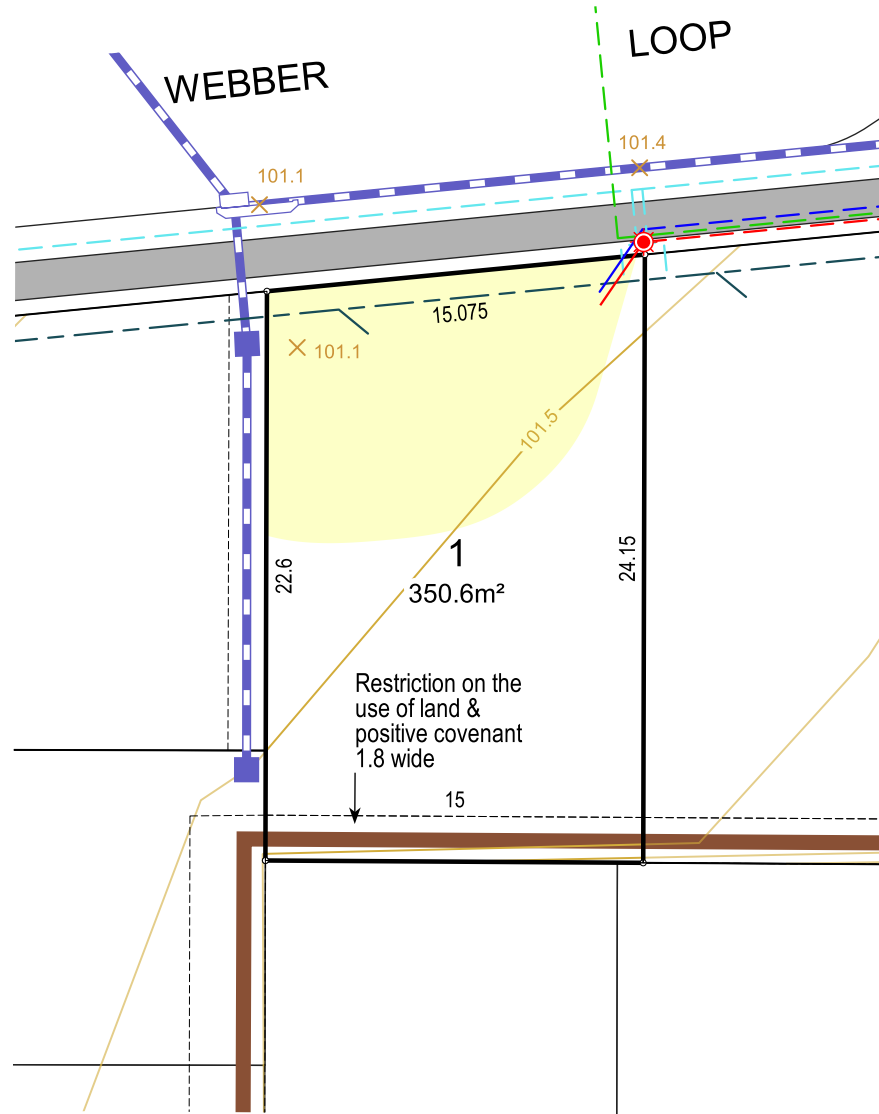 WEBBER
LOOP
101.4
101.1
15.075
101.1
101.5
1
350.6m²
22.6
24.15
Restriction on the
use of land &
positive covenant
1.8 wide
15